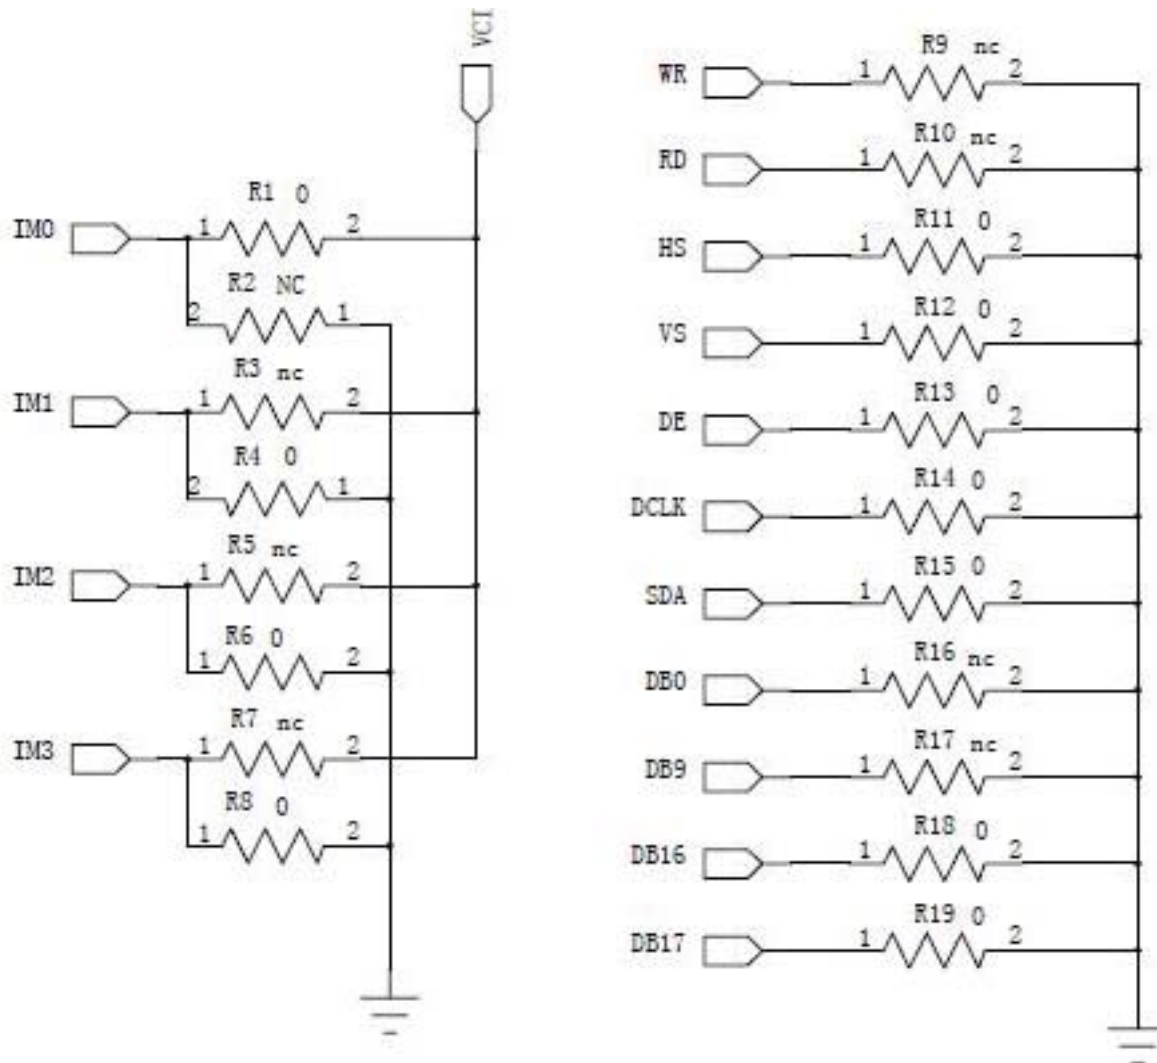 VCI
IM0 1 R1 0 2
2 R2 NC 1
IM1 1 R3 nc 2
2 R4 0 1
IM2 1 R5 nc 2
1 R6 0 2
IM3 1 R7 nc 2
1 R8 0 2
WR 1 R9 nc 2
RD 1 R10 nc 2
HS 1 R11 0 2
VS 1 R12 0 2
DE 1 R13 0 2
DCLK 1 R14 0 2
SDA 1 R15 0 2
DB0 1 R16 nc 2
DB9 1 R17 nc 2
DB16 1 R18 0 2
DB17 1 R19 0 2